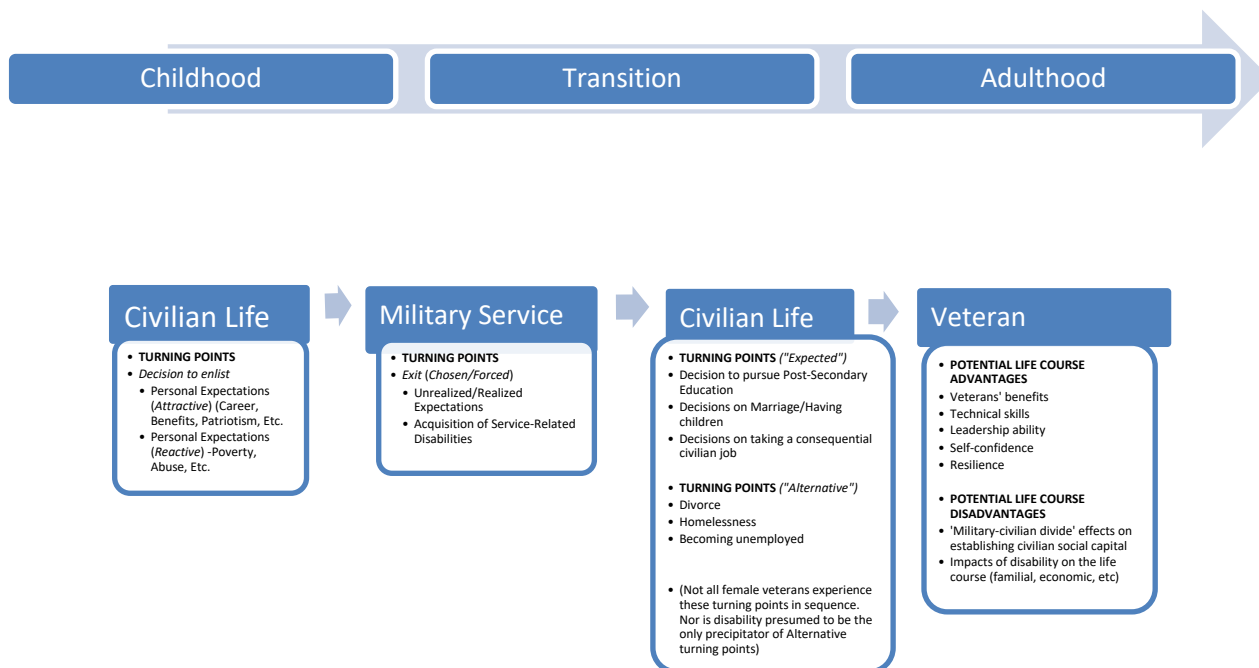 Childhood
Transition
Adulthood
Civilian Life
• TURNING POINTS
• Decision to enlist
• Personal Expectations
(Attractive) (Career,
Benefits, Patriotism, Etc.
• Personal Expectations
(Reactive) -Poverty,
Abuse, Etc.
Military Service
• TURNING POINTS
• Exit (Chosen/Forced)
• Unrealized/Realized
Expectations
• Acquisition of Service-Related
Disabilities
Civilian Life
• TURNING POINTS ("Expected")
• Decision to pursue Post-Secondary
Education
• Decisions on Marriage/Having
children
• Decisions on taking a consequential
civilian job
• TURNING POINTS ("Alternative")
• Divorce
• Homelessness
• Becoming unemployed
• (Not all female veterans experience
these turning points in sequence.
Nor is disability presumed to be the
only precipitator of Alternative
turning points)
Veteran
• POTENTIAL LIFE COURSE
ADVANTAGES
• Veterans' benefits
• Technical skills
• Leadership ability
• Self-confidence
• Resilience
• POTENTIAL LIFE COURSE
DISADVANTAGES
• 'Military-civilian divide' effects on
establishing civilian social capital
• Impacts of disability on the life
course (familial, economic, etc)